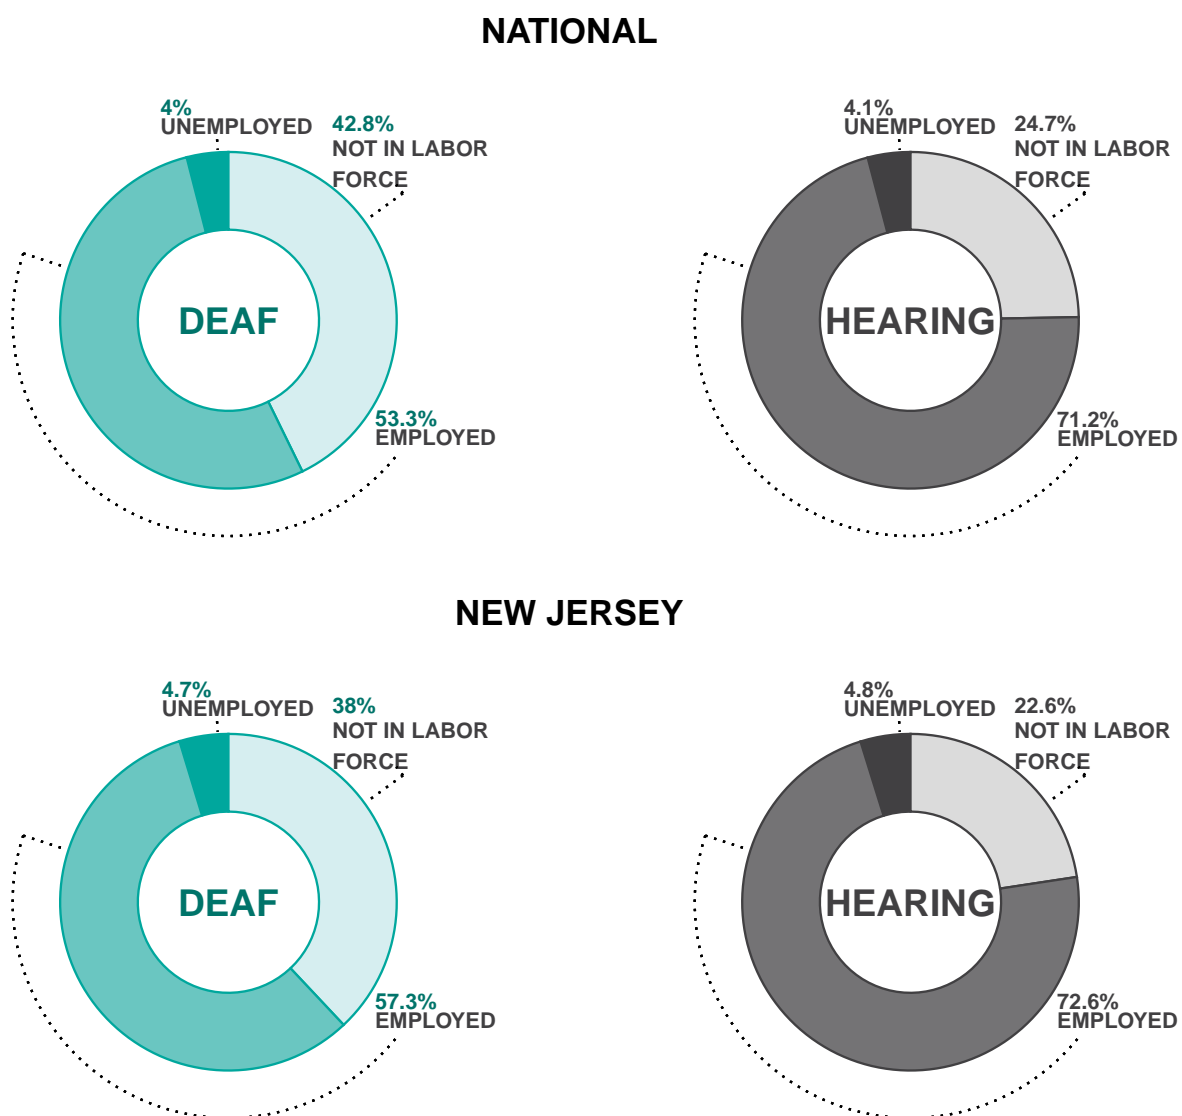 NATIONAL
4%
UNEMPLOYED
42.8%
NOT IN LABOR
FORCE
DEAF
53.3%
EMPLOYED
4.1%
UNEMPLOYED
24.7%
NOT IN LABOR
FORCE
HEARING
71.2%
EMPLOYED
NEW JERSEY
4.7%
UNEMPLOYED
38%
NOT IN LABOR
FORCE
DEAF
57.3%
EMPLOYED
4.8%
UNEMPLOYED
22.6%
NOT IN LABOR
FORCE
HEARING
72.6%
EMPLOYED